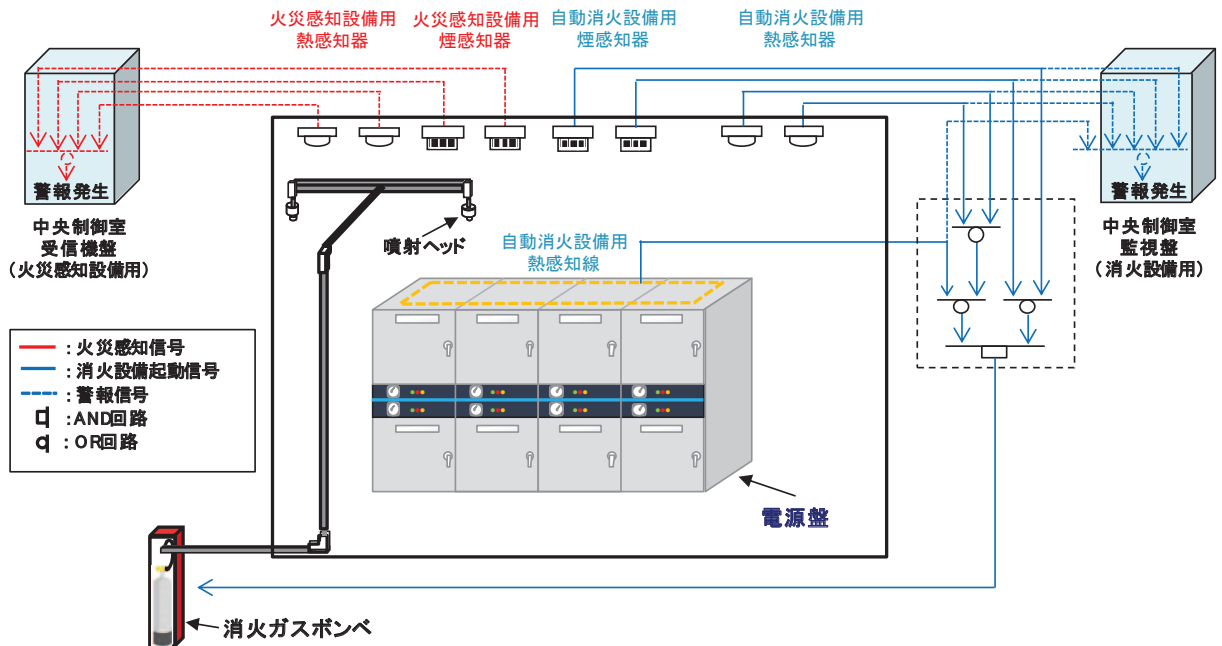 火災感知設備用
熱感知器
火災感知設備用
煙感知器
自動消火設備用
煙感知器
自動消火設備用
熱感知器
警報発生
中央制御室
受信機盤
（火災感知設備用）
警報発生
中央制御室
監視盤
（消火設備用）
噴射ヘッド
自動消火設備用
熱感知線
：火災感知信号
：消火設備起動信号
：警報信号
：AND回路
：OR回路
電源盤
消火ガスボンベ